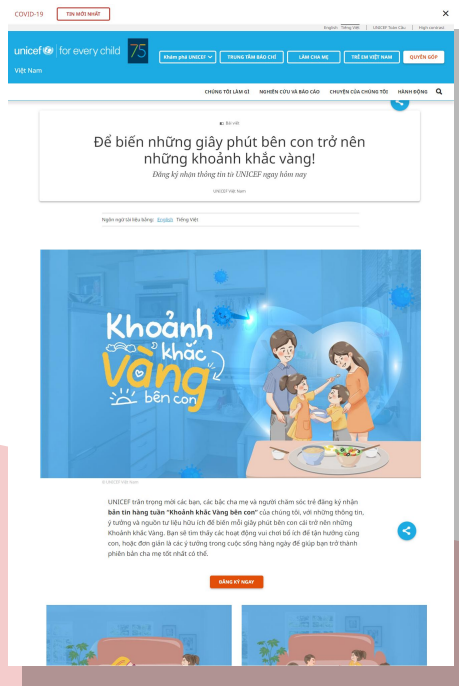 COVID-19 TIN MỚI NHẤT ×
English Tiếng Việt | UNICEF Toàn Cầu | High contrast
unicef for every child 75
Khám phá UNICEF TRUNG TÂM BÁO CHÍ LÀM CHA MẸ TRẺ EM VIỆT NAM QUYÊN GÓP
Việt Nam
CHÚNG TÔI LÀM GÌ NGHIÊN CỨU VÀ BÁO CÁO CHUYỆN CỦA CHÚNG TÔI HÀNH ĐỘNG
Bài viết
Để biến những giây phút bên con trở nên
những khoảnh khắc vàng!
Đăng ký nhận thông tin từ UNICEF ngay hôm nay
UNICEF Việt Nam
Ngôn ngữ tài liệu bằng: English Tiếng Việt
Khoảnh
khắc
Vàng
bên con
© UNICEF Việt Nam
UNICEF trân trọng mời các bạn, các bậc cha mẹ và người chăm sóc trẻ đăng ký nhận
bản tin hàng tuần "Khoảnh khắc Vàng bên con" của chúng tôi, với những thông tin,
ý tưởng và nguồn tư liệu hữu ích để biến mỗi giây phút bên con cái trở nên những
Khoảnh khắc Vàng. Bạn sẽ tìm thấy các hoạt động vui chơi bổ ích để tận hưởng cùng
con, hoặc đơn giản là các ý tưởng trong cuộc sống hàng ngày để giúp bạn trở thành
phiên bản cha mẹ tốt nhất có thể.
ĐĂNG KÝ NGAY